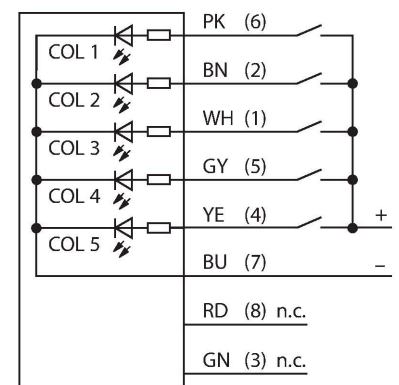 PK (6)
COL 1
BN (2)
COL 2
WH (1)
COL 3
GY (5)
COL 4
YE (4)
+
COL 5
BU (7)
–
RD (8) n.c.
GN (3) n.c.